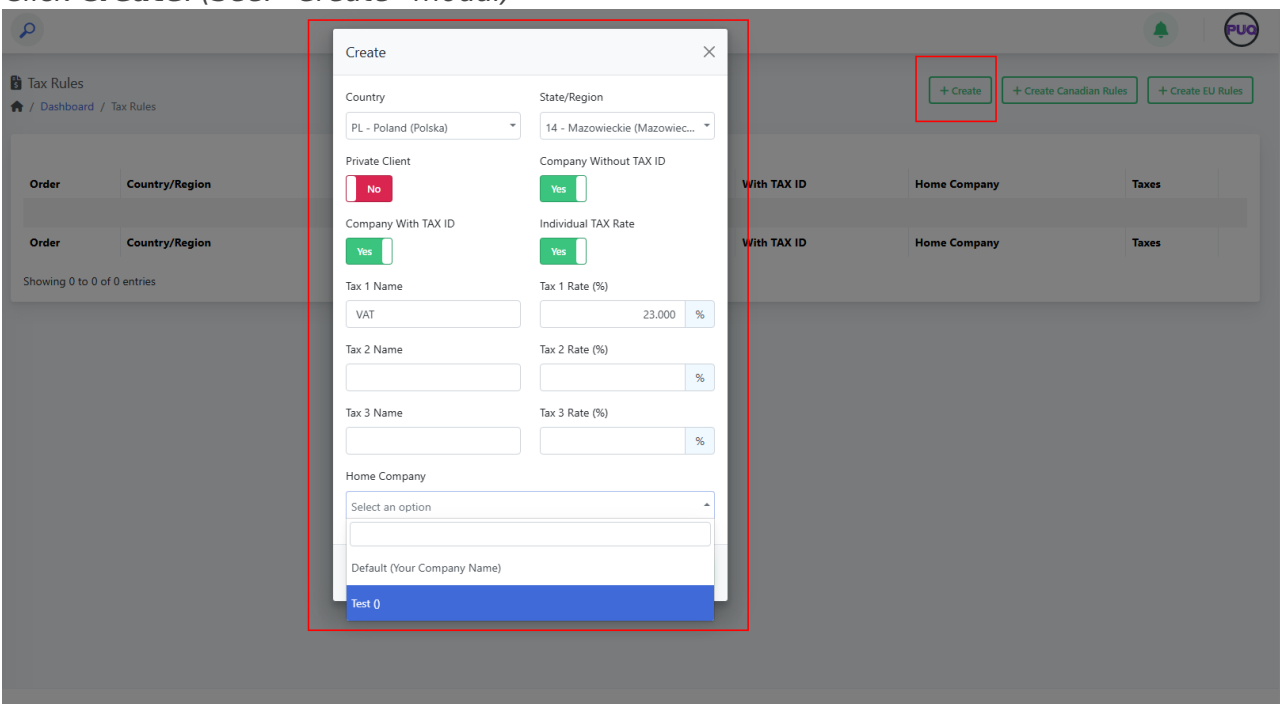 Click Create. (See: "Create" modal)
PUQ
Create
Tax Rules
/ Dashboard / Tax Rules
+ Create
+ Create Canadian Rules
+ Create EU Rules
Country
State/Region
PL - Poland (Polska)
14 - Mazowieckie (Mazowiec...
Private Client
Company Without TAX ID
No
Yes
Order
Country/Region
With TAX ID
Home Company
Taxes
Company With TAX ID
Individual TAX Rate
Yes
Yes
Order
Country/Region
With TAX ID
Home Company
Taxes
Showing 0 to 0 of 0 entries
Tax 1 Name
Tax 1 Rate (%)
VAT
23.000 %
Tax 2 Name
Tax 2 Rate (%)
%
Tax 3 Name
Tax 3 Rate (%)
%
Home Company
Select an option
Default (Your Company Name)
Test ()